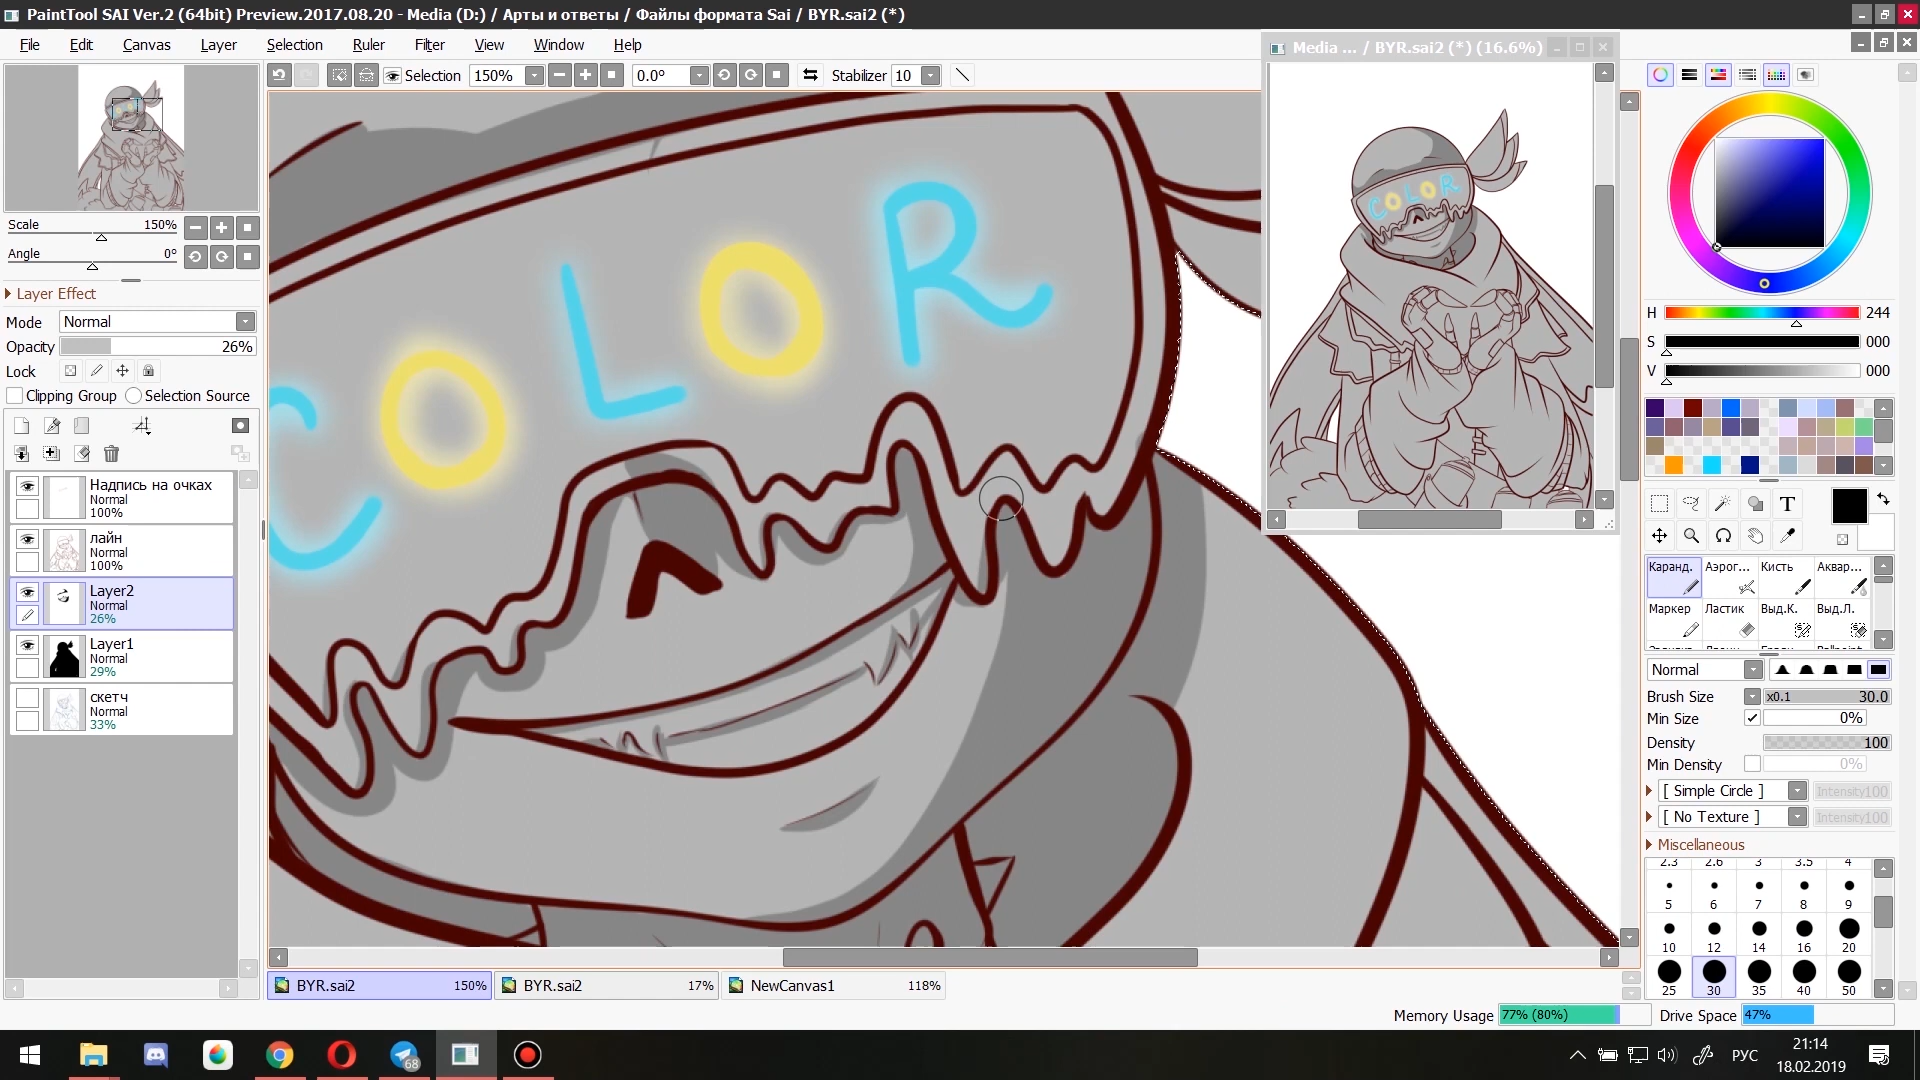 PaintTool SAI Ver.2 (64bit) Preview.2017.08.20 - Media (D:) / Арты и ответы / Файлы формата Sai / BYR.sai2 (*)
File Edit Canvas Layer Selection Ruler Filter View Window Help
Media ... / BYR.sai2 (*) (16.6%)
Selection 150% 0.0° Stabilizer 10
Scale 150%
Angle 0°
Layer Effect
Mode Normal
Opacity 26%
Lock
Clipping Group Selection Source
Надпись на очках
Normal
100%
лайн
Normal
100%
Layer2
Normal
26%
Layer1
Normal
29%
скетч
Normal
33%
COLOR
COLOR
H 244
S 000
V 000
T
Каранд. Аэрог... Кисть Аквар...
Маркер Ластик Выд.К. Выд.Л.
Normal
Brush Size x0.1 30.0
Min Size 0%
Density 100
Min Density 0%
[ Simple Circle ] Intensity 100
[ No Texture ] Intensity 100
Miscellaneous
2.3 2.6 3 3.5 4
5 6 7 8 9
10 12 14 16 20
25 30 35 40 50
BYR.sai2 150% BYR.sai2 17% NewCanvas1 118%
Memory Usage 77% (80%) Drive Space 47%
68
РУС
21:14
18.02.2019